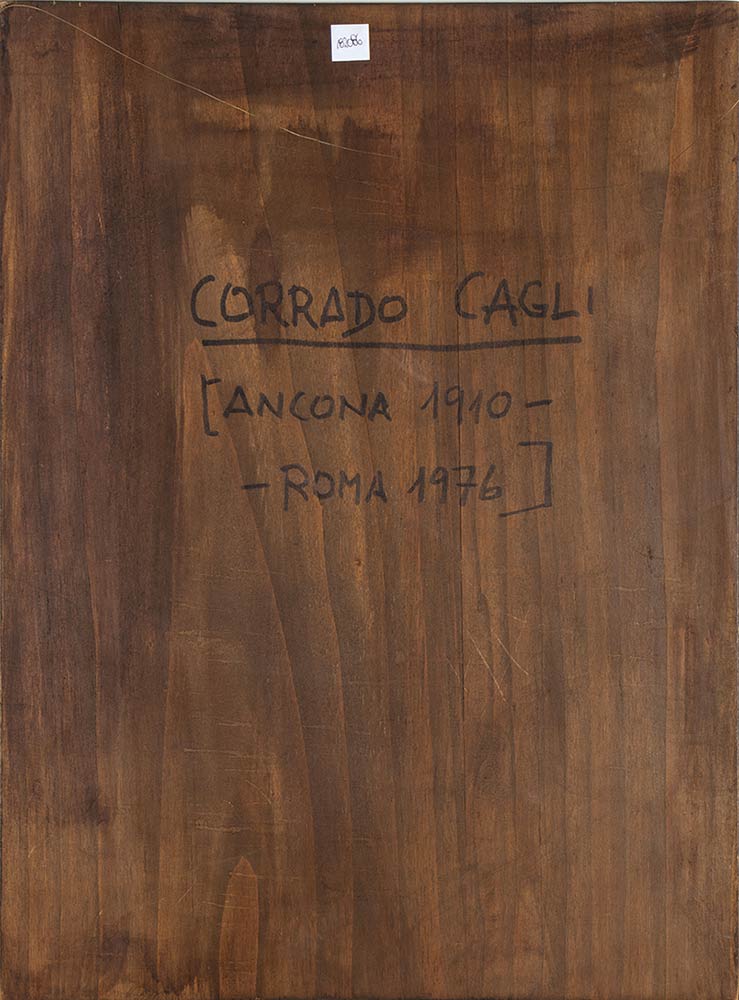 CORRADO CAGLI
[ANCONA 1910 -
- ROMA 1976]